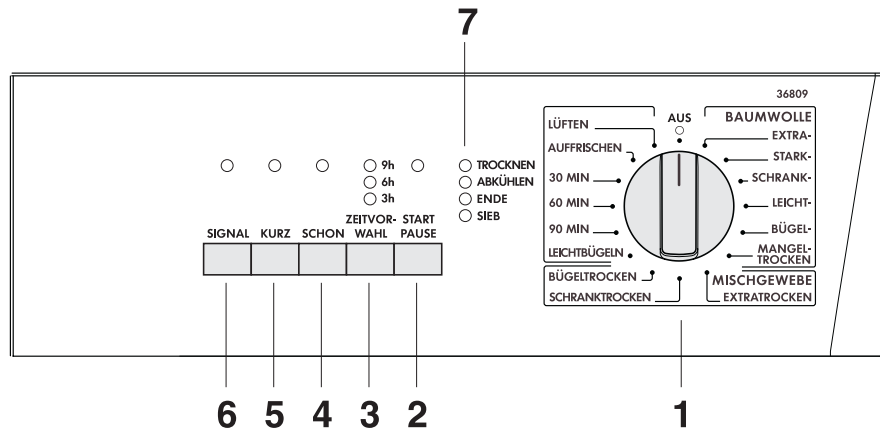 7
36809
AUS
BAUMWOLLE
EXTRA-
STARK-
SCHRANK-
LEICHT-
BÜGEL-
MANGEL-
TROCKEN
LÜFTEN
AUFFRISCHEN
30 MIN
60 MIN
90 MIN
LEICHTBÜGELN
BÜGELTROCKEN
SCHRANKTROCKEN
MISCHGEWEBE
EXTRATROCKEN
9h
6h
3h
TROCKNEN
ABKÜHLEN
ENDE
SIEB
SIGNAL
KURZ
SCHON
ZEITVOR-
WAHL
START
PAUSE
6 5 4 3 2 1